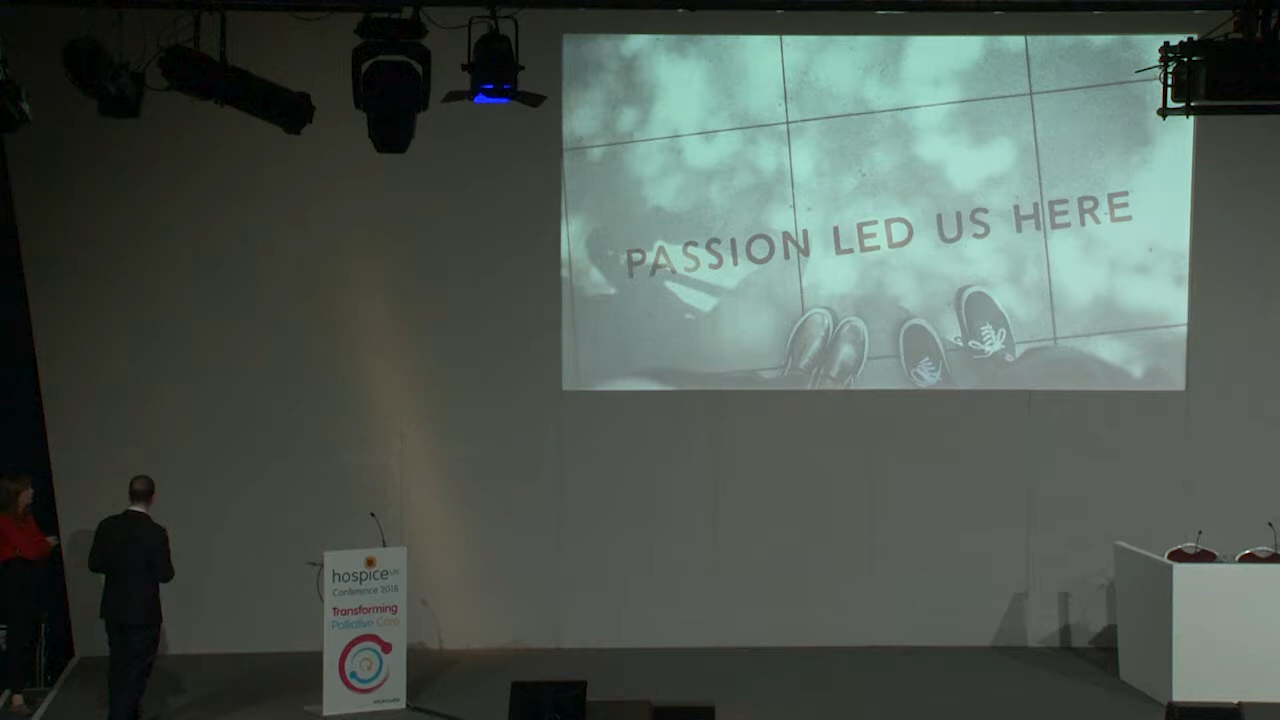 PASSION LED US HERE
hospice UK
Conference 2018
Transforming
Palliative Care